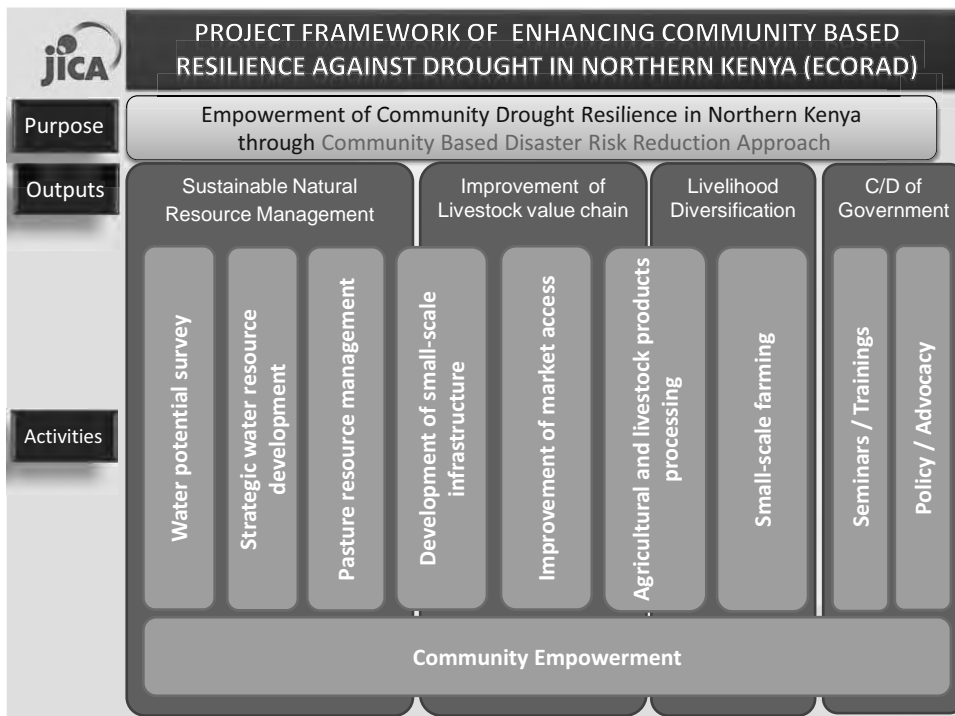 jICA
PROJECT FRAMEWORK OF ENHANCING COMMUNITY BASED
RESILIENCE AGAINST DROUGHT IN NORTHERN KENYA (ECORAD)
Purpose
Empowerment of Community Drought Resilience in Northern Kenya
through Community Based Disaster Risk Reduction Approach
Outputs
Sustainable Natural
Resource Management
Improvement of
Livestock value chain
Livelihood
Diversification
C/D of
Government
Activities
Water potential survey
Strategic water resource
development
Pasture resource management
Development of small-scale
infrastructure
Improvement of market access
Agricultural and livestock products
processing
Small-scale farming
Seminars / Trainings
Policy / Advocacy
Community Empowerment